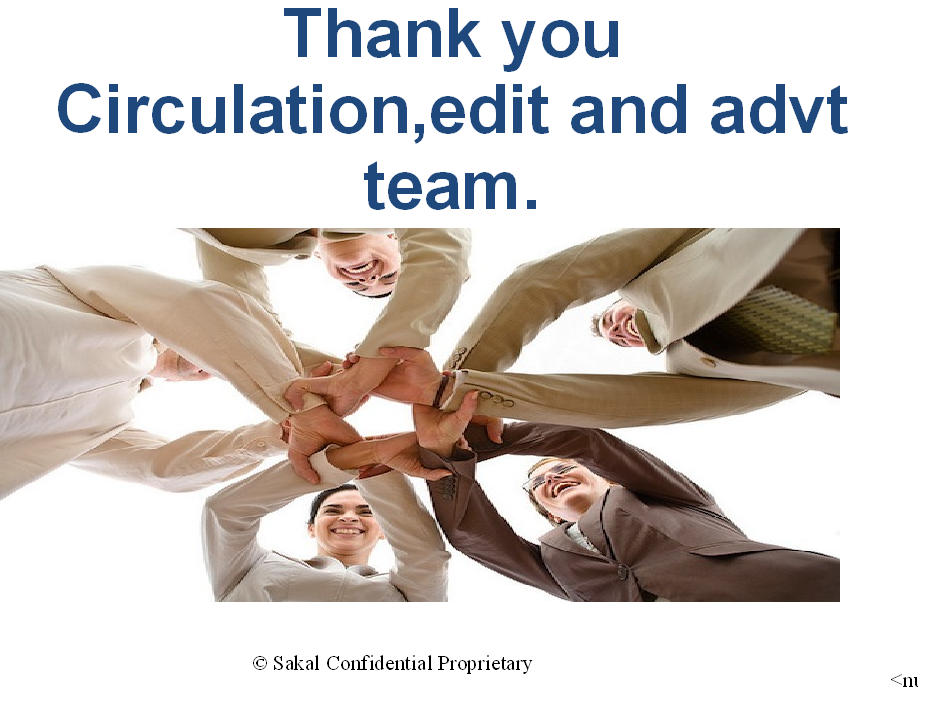 Thank you
Circulation,edit and advt
team.
© Sakal Confidential Proprietary
<nu